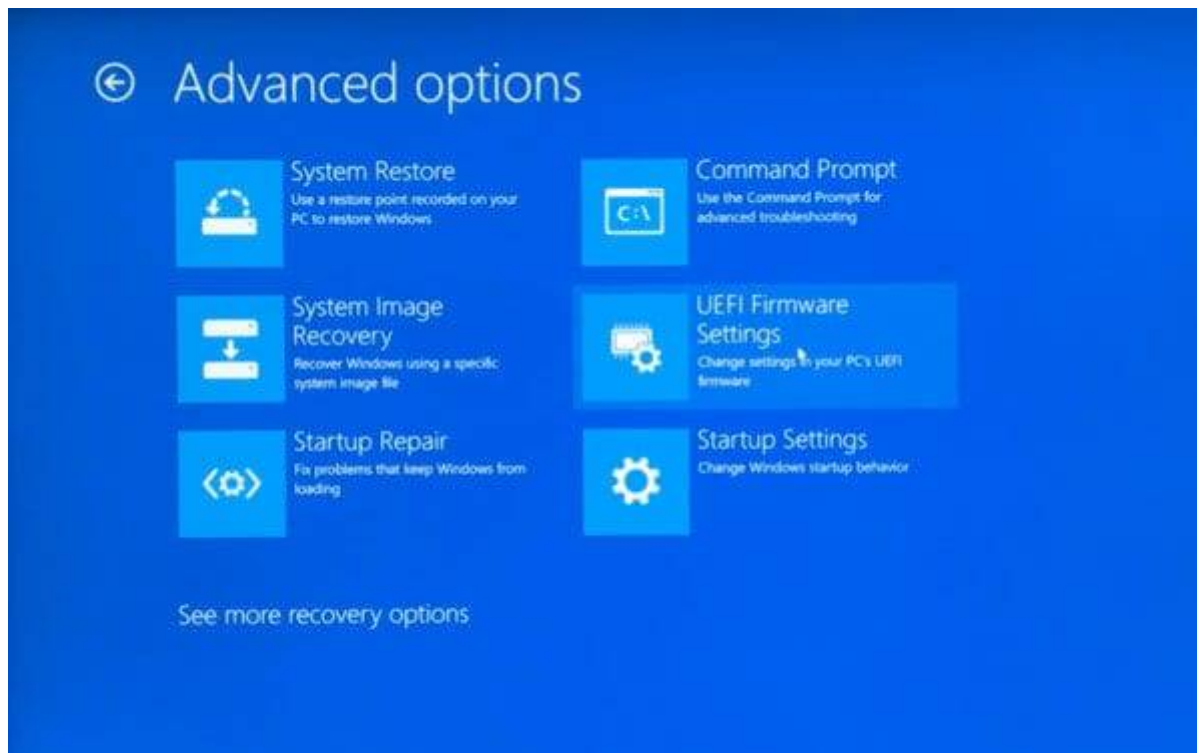 Advanced options
System Restore
Use a restore point recorded on your
PC to restore Windows
Command Prompt
Use the Command Prompt for
advanced troubleshooting
C:\
System Image
Recovery
Recover Windows using a specific
system image file
UEFI Firmware
Settings
Change settings in your PC's UEFI
firmware
Startup Repair
Fix problems that keep Windows from
loading
Startup Settings
Change Windows startup behavior
See more recovery options